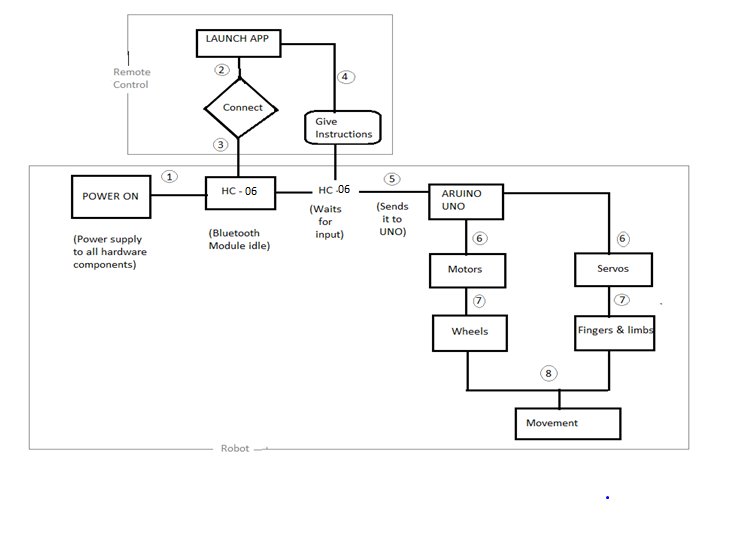 LAUNCH APP
2
4
Remote
Control
Connect
Give
Instructions
3
1
5
POWER ON
HC - 06
HC -06
ARUINO
UNO
(Power supply
to all hardware
components)
(Bluetooth
Module idle)
(Waits
for
input)
(Sends
it to
UNO)
6
6
Motors
Servos
7
7
Wheels
Fingers & limbs
8
Movement
Robot